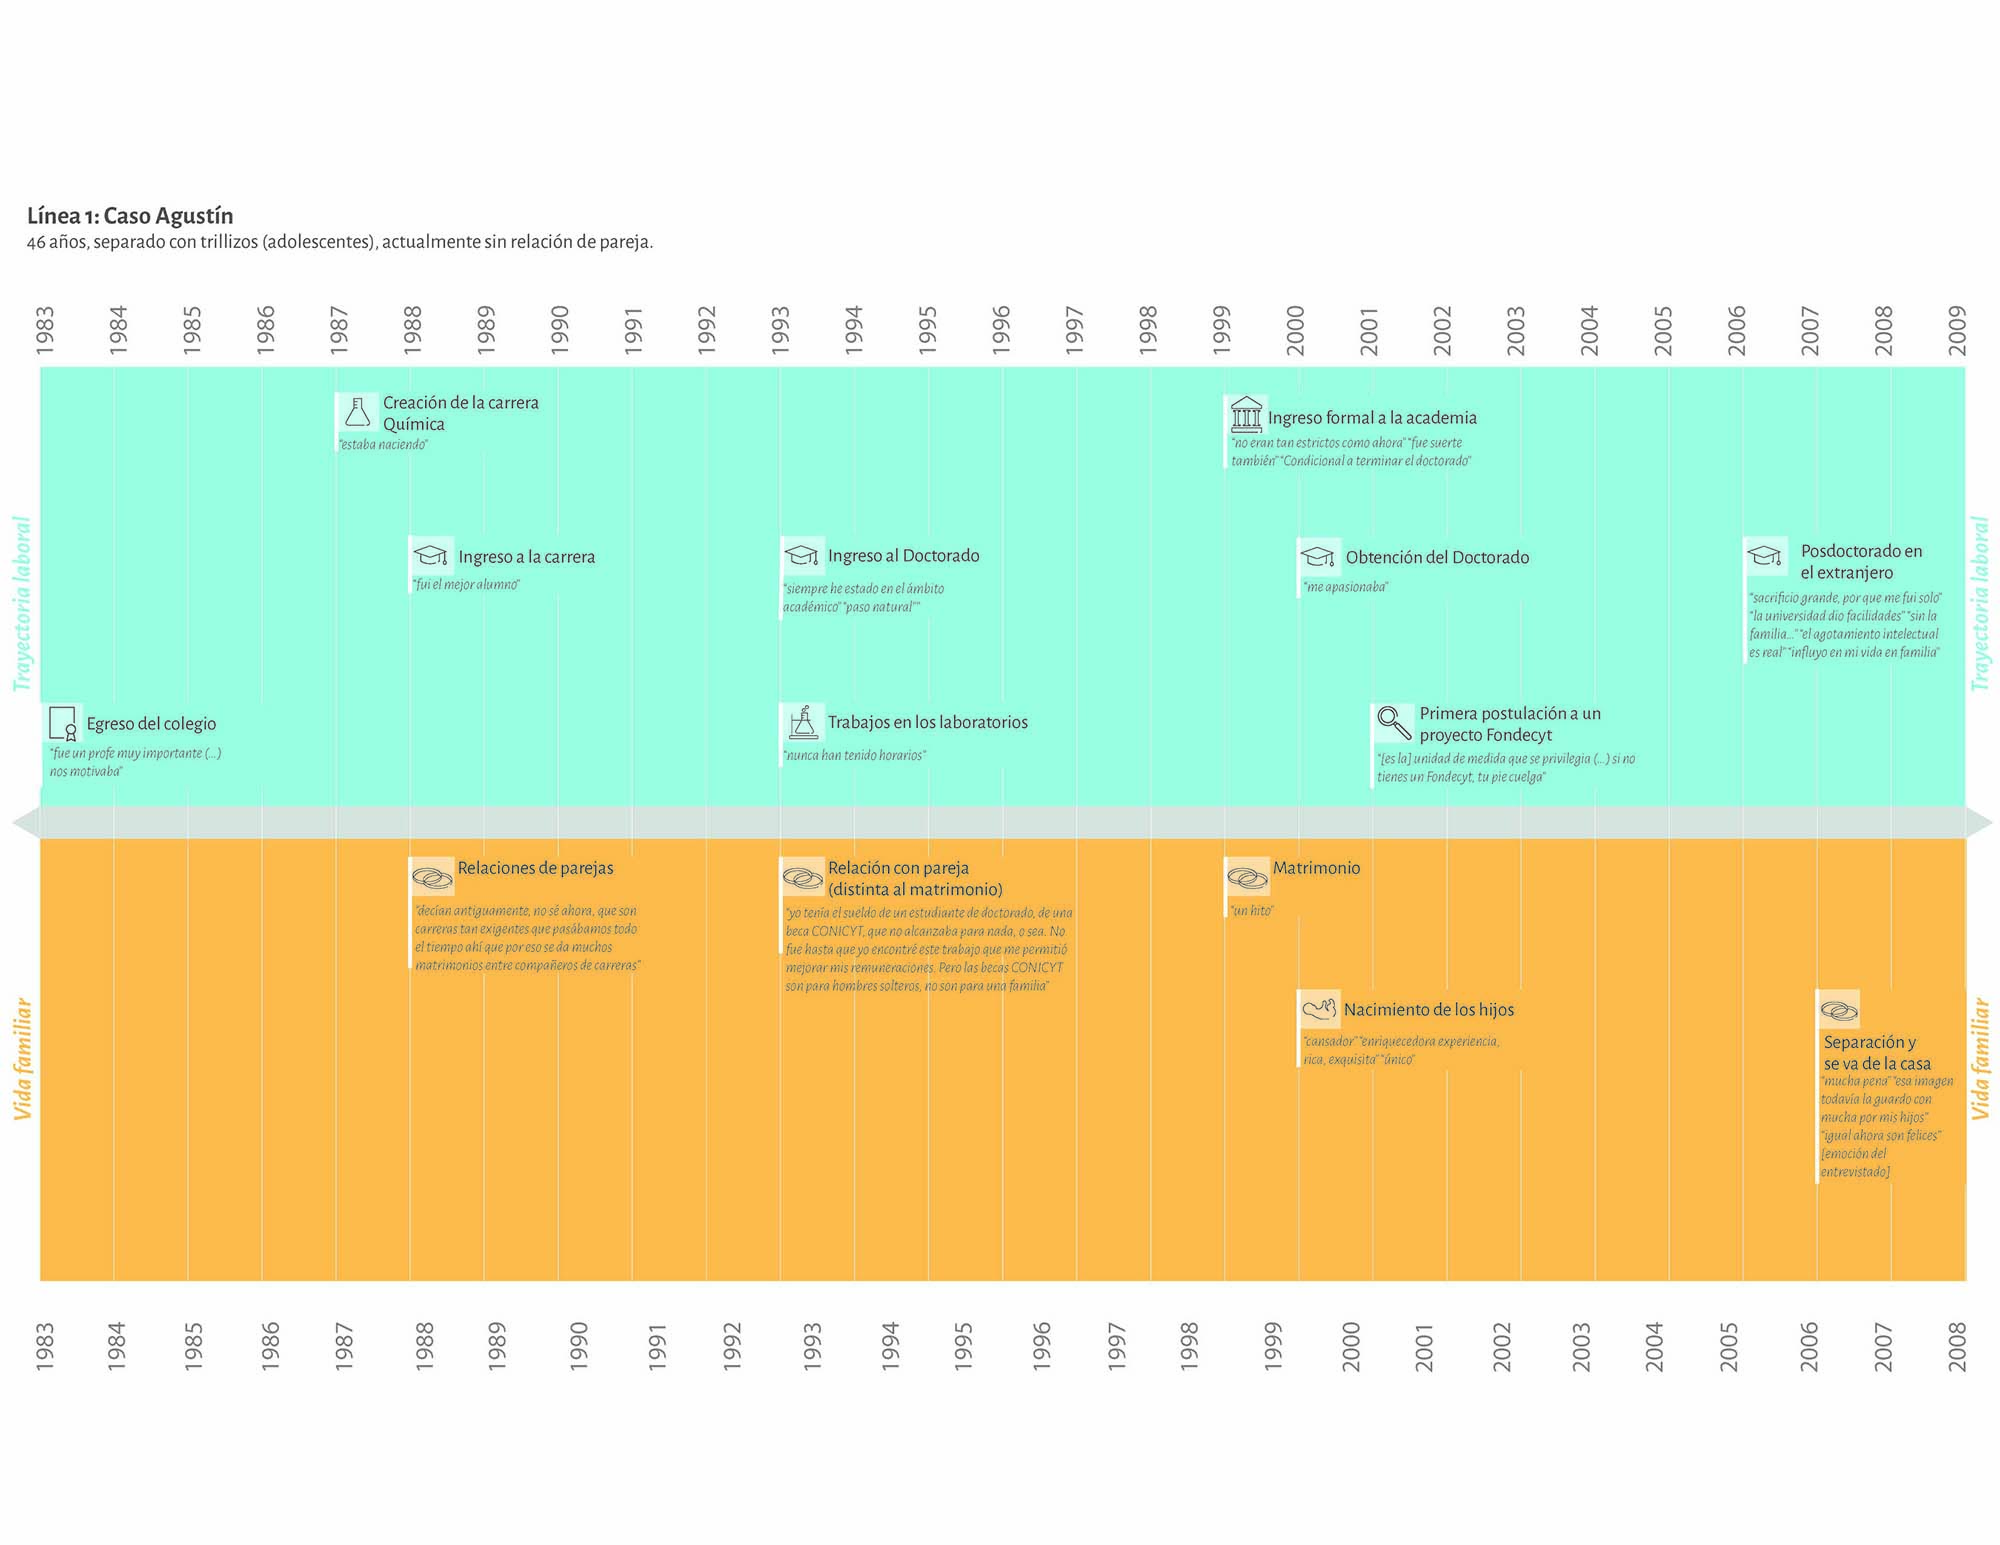 Línea 1: Caso Agustín
46 años, separado con trillizos (adolescentes), actualmente sin relación de pareja.
1983 1984 1985 1986 1987 1988 1989 1990 1991 1992 1993 1994 1995 1996 1997 1998 1999 2000 2001 2002 2003 2004 2005 2006 2007 2008 2009
Trayectoria laboral
Creación de la carrera
Química
"estaba naciendo"
Ingreso formal a la academia
"no eran tan estrictos como ahora" "fue suerte
también" "Condicional a terminar el doctorado"
Ingreso a la carrera
"fui el mejor alumno"
Ingreso al Doctorado
"siempre he estado en el ámbito
académico" "paso natural""
Obtención del Doctorado
"me apasionaba"
Posdoctorado en
el extranjero
"sacrificio grande, por que me fui solo"
"la universidad dio facilidades" "sin la
familia..." "el agotamiento intelectual
es real" "influyo en mi vida en familia"
Egreso del colegio
"fue un profe muy importante (...)
nos motivaba"
Trabajos en los laboratorios
"nunca han tenido horarios"
Primera postulación a un
proyecto Fondecyt
"[es la] unidad de medida que se privilegia (...) si no
tienes un Fondecyt, tu pie cuelga"
Trayectoria laboral
Vida familiar
Relaciones de parejas
"decían antiguamente, no sé ahora, que son
carreras tan exigentes que pasábamos todo
el tiempo ahí que por eso se da muchos
matrimonios entre compañeros de carreras"
Relación con pareja
(distinta al matrimonio)
"yo tenía el sueldo de un estudiante de doctorado, de una
beca CONICYT, que no alcanzaba para nada, o sea. No
fue hasta que yo encontré este trabajo que me permitió
mejorar mis remuneraciones. Pero las becas CONICYT
son para hombres solteros, no son para una familia"
Matrimonio
"un hito"
Nacimiento de los hijos
"cansador" "enriquecedora experiencia,
rica, exquisita" "único"
Separación y
se va de la casa
"mucha pena" "esa imagen
todavía la guardo con
mucha por mis hijos"
"igual ahora son felices"
[emoción del
entrevistado]
Vida familiar
1983 1984 1985 1986 1987 1988 1989 1990 1991 1992 1993 1994 1995 1996 1997 1998 1999 2000 2001 2002 2003 2004 2005 2006 2007 2008